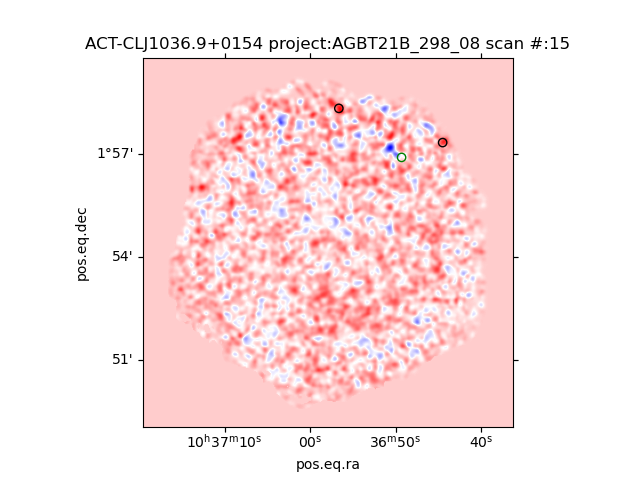 ACT-CLJ1036.9+0154 project:AGBT21B_298_08 scan #:15
1°57'
54'
51'
pos.eq.dec
10ʰ37ᵐ10ˢ 00ˢ 36ᵐ50ˢ 40ˢ
pos.eq.ra